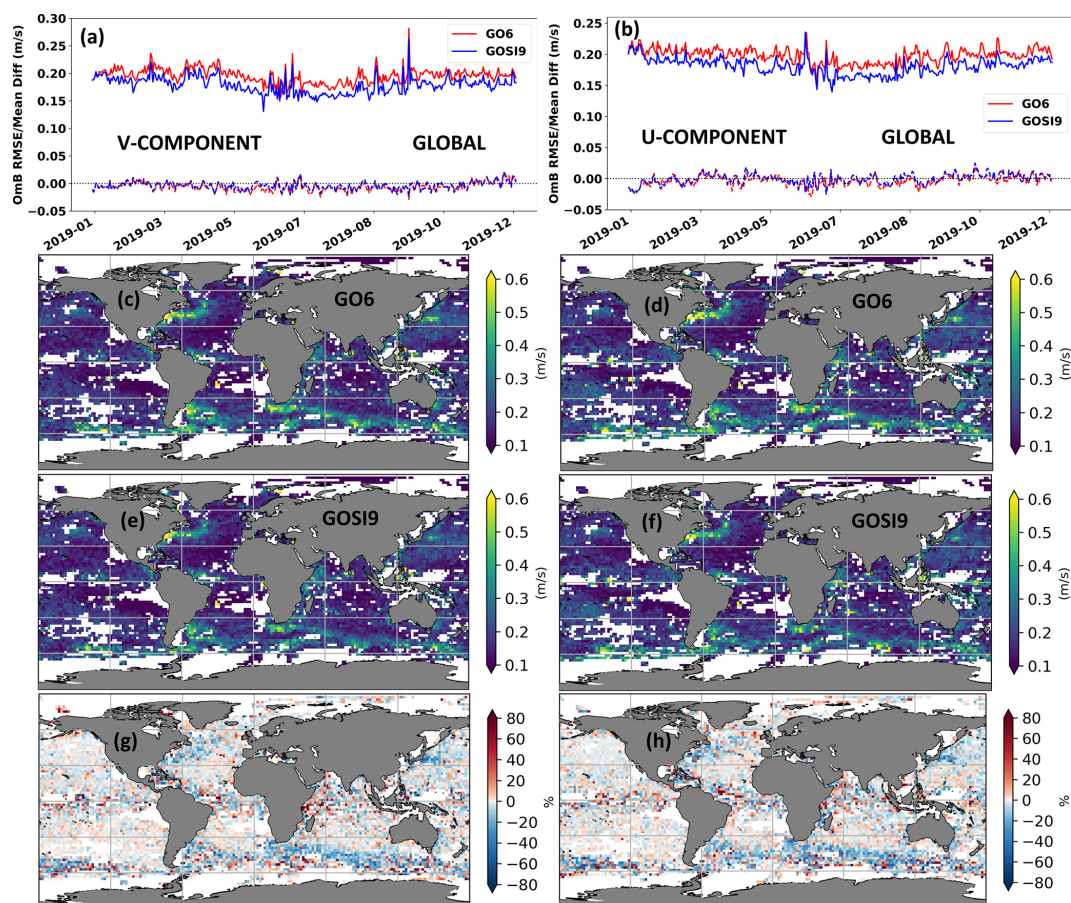 (a)
GO6
GOSI9
OmB RMSE/Mean Diff (m/s)
0.30
0.25
0.20
0.15
0.10
0.05
0.00
−0.05
V-COMPONENT GLOBAL
2019-01 2019-03 2019-05 2019-07 2019-08 2019-10 2019-12
(b)
GO6
GOSI9
OmB RMSE/Mean Diff (m/s)
0.25
0.20
0.15
0.10
0.05
0.00
−0.05
U-COMPONENT GLOBAL
2019-01 2019-03 2019-05 2019-07 2019-08 2019-10 2019-12
(c) GO6
0.6
0.5
0.4
0.3
0.2
0.1
(m/s)
(d) GO6
0.6
0.5
0.4
0.3
0.2
0.1
(m/s)
(e) GOSI9
0.6
0.5
0.4
0.3
0.2
0.1
(m/s)
(f) GOSI9
0.6
0.5
0.4
0.3
0.2
0.1
(m/s)
(g)
80
60
40
20
0
−20
−40
−60
−80
%
(h)
80
60
40
20
0
−20
−40
−60
−80
%